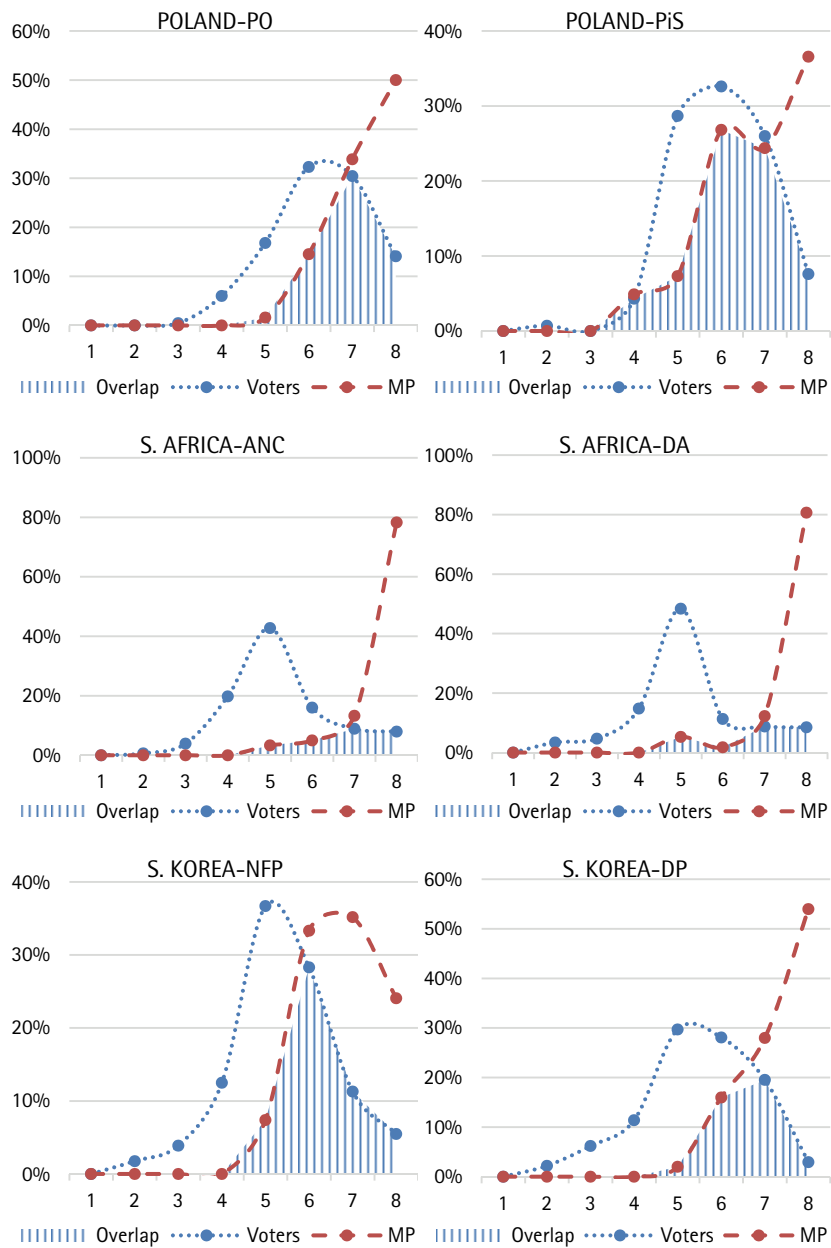 POLAND-PO
60%
50%
40%
30%
20%
10%
0%
1 2 3 4 5 6 7 8
Overlap Voters MP
POLAND-PiS
40%
30%
20%
10%
0%
1 2 3 4 5 6 7 8
Overlap Voters MP
S. AFRICA-ANC
100%
80%
60%
40%
20%
0%
1 2 3 4 5 6 7 8
Overlap Voters MP
S. AFRICA-DA
100%
80%
60%
40%
20%
0%
1 2 3 4 5 6 7 8
Overlap Voters MP
S. KOREA-NFP
40%
30%
20%
10%
0%
1 2 3 4 5 6 7 8
Overlap Voters MP
S. KOREA-DP
60%
50%
40%
30%
20%
10%
0%
1 2 3 4 5 6 7 8
Overlap Voters MP